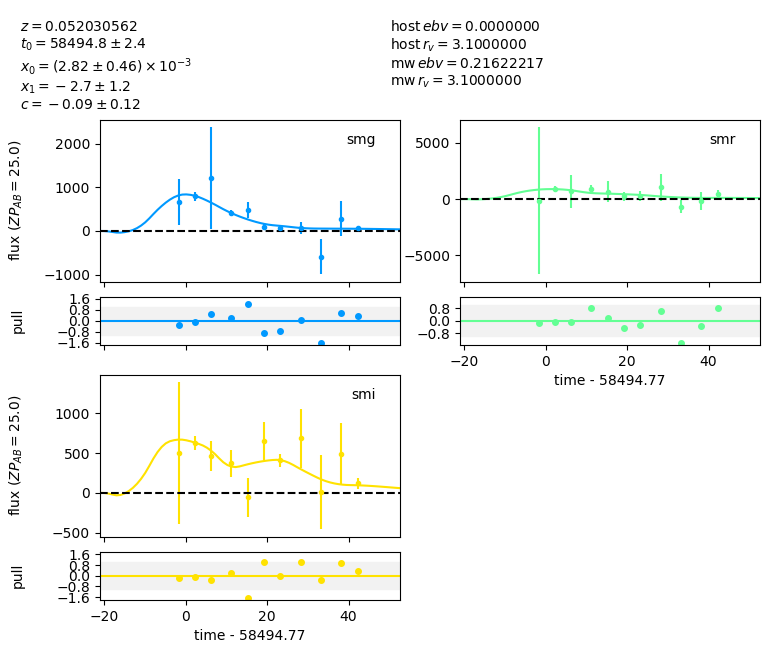 z = 0.052030562
t₀ = 58494.8 ± 2.4
x₀ = (2.82 ± 0.46) × 10⁻³
x₁ = −2.7 ± 1.2
c = −0.09 ± 0.12
host ebv = 0.0000000
host r_v = 3.1000000
mw ebv = 0.21622217
mw r_v = 3.1000000
flux (ZP_AB = 25.0)
2000
1000
0
−1000
smg
5000
0
−5000
smr
pull
1.6
0.8
0.0
−0.8
−1.6
0.8
0.0
−0.8
−20 0 20 40
time - 58494.77
flux (ZP_AB = 25.0)
1000
500
0
−500
smi
pull
1.6
0.8
0.0
−0.8
−1.6
−20 0 20 40
time - 58494.77